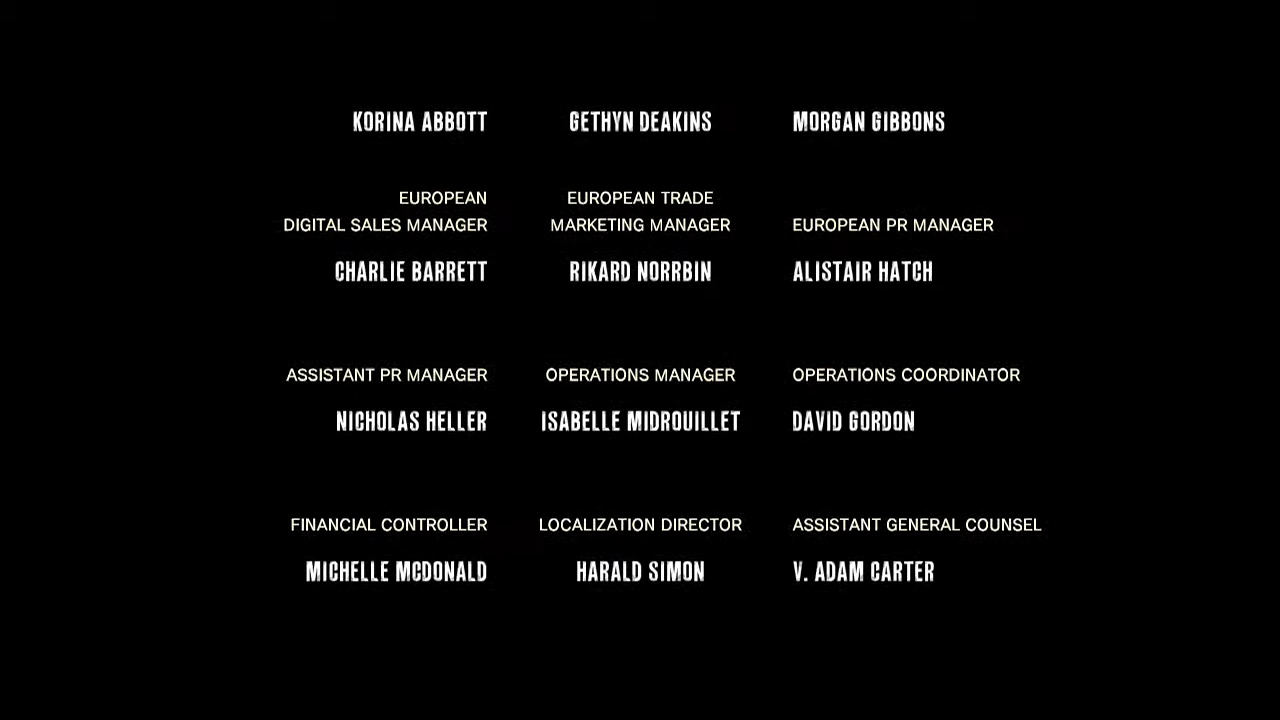 KORINA ABBOTT GETHYN DEAKINS MORGAN GIBBONS
EUROPEAN EUROPEAN TRADE
DIGITAL SALES MANAGER MARKETING MANAGER EUROPEAN PR MANAGER
CHARLIE BARRETT RIKARD NORRBIN ALISTAIR HATCH
ASSISTANT PR MANAGER OPERATIONS MANAGER OPERATIONS COORDINATOR
NICHOLAS HELLER ISABELLE MIDROUILLET DAVID GORDON
FINANCIAL CONTROLLER LOCALIZATION DIRECTOR ASSISTANT GENERAL COUNSEL
MICHELLE MCDONALD HARALD SIMON V. ADAM CARTER